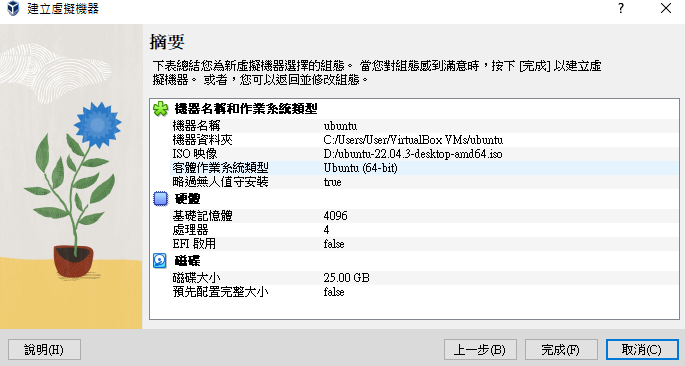 建立虛擬機器
摘要
下表總結您為新虛擬機器選擇的組態。 當您對組態感到滿意時，按下 [完成] 以建立虛
擬機器。 或者，您可以返回並修改組態。
機器名稱和作業系統類型
機器名稱 ubuntu
機器資料夾 C:/Users/User/VirtualBox VMs/ubuntu
ISO 映像 D:/ubuntu-22.04.3-desktop-amd64.iso
客體作業系統類型 Ubuntu (64-bit)
略過無人值守安裝 true
硬體
基礎記憶體 4096
處理器 4
EFI 啟用 false
磁碟
磁碟大小 25.00 GB
預先配置完整大小 false
說明(H) 上一步(B) 完成(F) 取消(C)